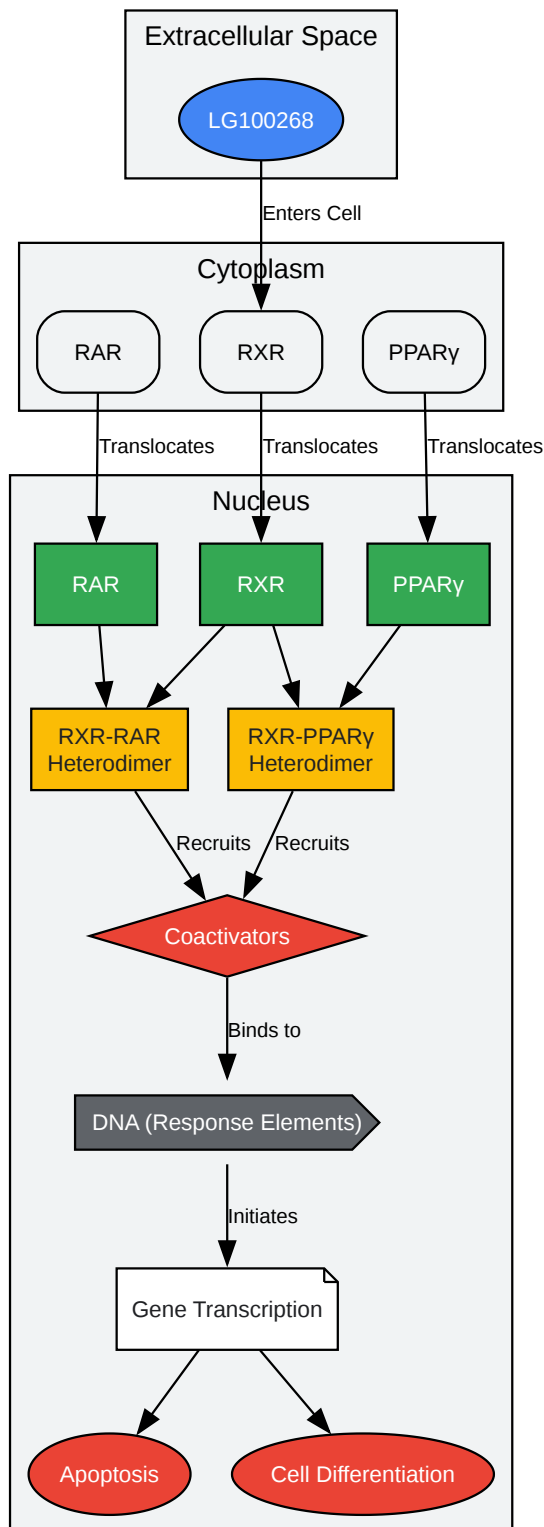 Extracellular Space
LG100268
Enters Cell
Cytoplasm
RAR
RXR
PPARγ
Translocates
Translocates
Translocates
Nucleus
RAR
RXR
PPARγ
RXR-RAR
Heterodimer
RXR-PPARγ
Heterodimer
Recruits
Recruits
Coactivators
Binds to
DNA (Response Elements)
Initiates
Gene Transcription
Apoptosis
Cell Differentiation